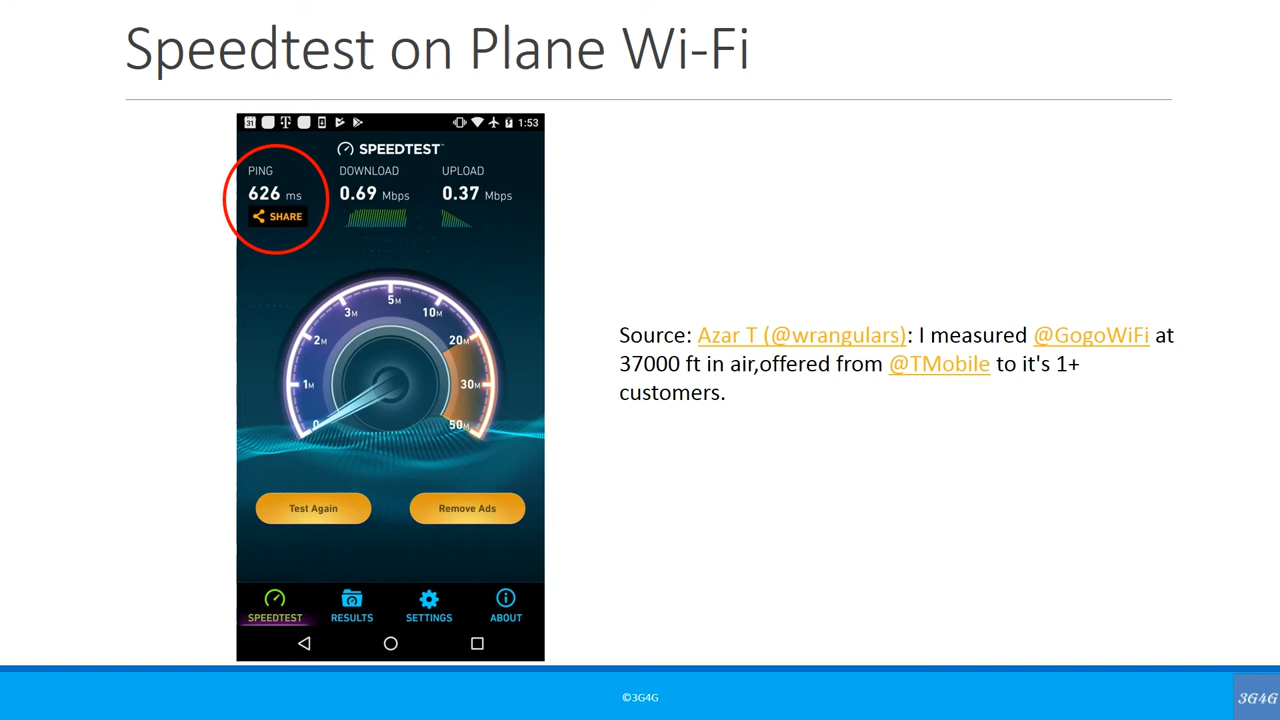 Speedtest on Plane Wi-Fi
31
1:53
SPEEDTEST™
PING DOWNLOAD UPLOAD
626 ms 0.69 Mbps 0.37 Mbps
SHARE
5M
3M 10M
2M 20M
1M 30M
0 50M
Test Again Remove Ads
SPEEDTEST RESULTS SETTINGS ABOUT
Source: Azar T (@wrangulars): I measured @GogoWiFi at
37000 ft in air,offered from @TMobile to it's 1+
customers.
©3G4G
3G4G